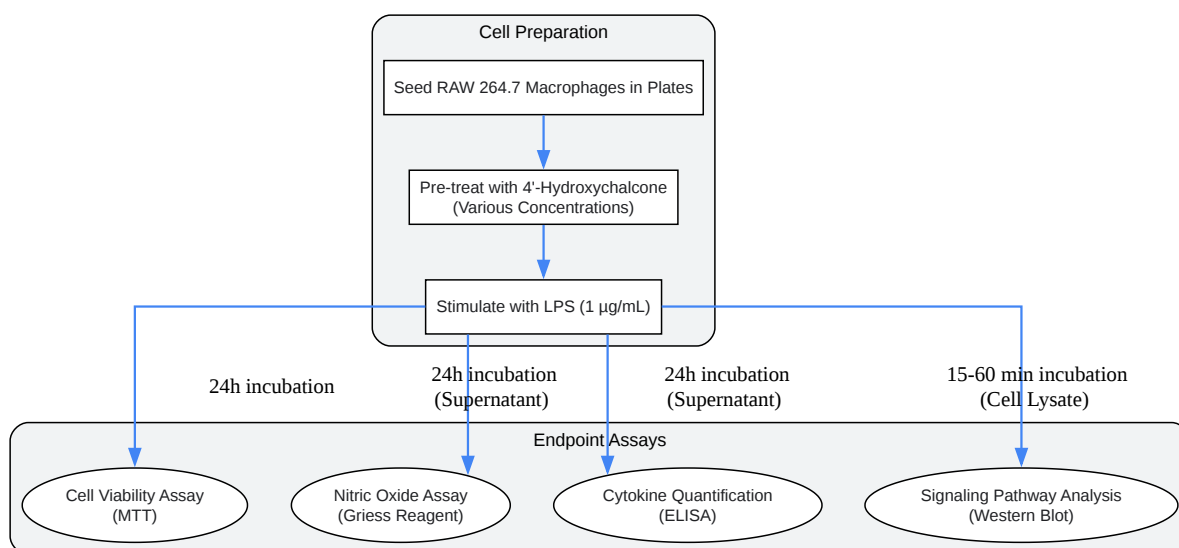 Cell Preparation
Seed RAW 264.7 Macrophages in Plates
Pre-treat with 4'-Hydroxychalcone
(Various Concentrations)
Stimulate with LPS (1 µg/mL)
24h incubation
24h incubation
(Supernatant)
24h incubation
(Supernatant)
15-60 min incubation
(Cell Lysate)
Endpoint Assays
Cell Viability Assay
(MTT)
Nitric Oxide Assay
(Griess Reagent)
Cytokine Quantification
(ELISA)
Signaling Pathway Analysis
(Western Blot)